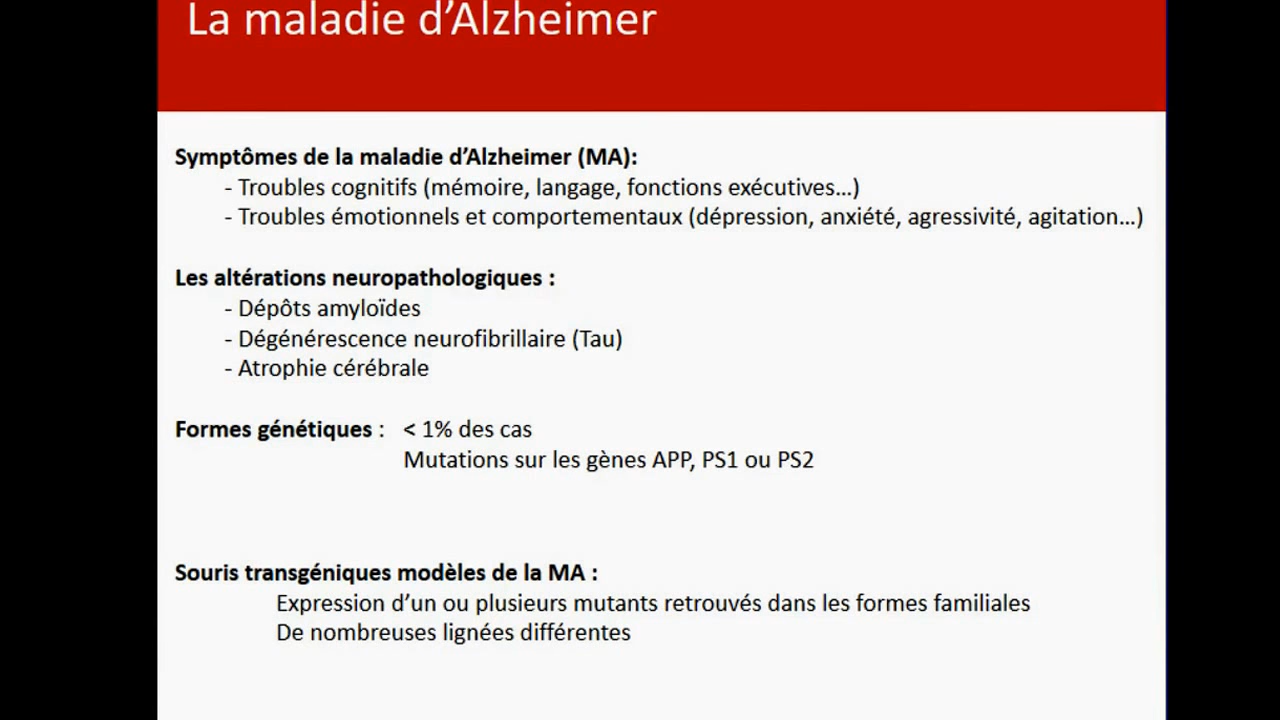 La maladie d’Alzheimer
Symptômes de la maladie d’Alzheimer (MA):
- Troubles cognitifs (mémoire, langage, fonctions exécutives…)
- Troubles émotionnels et comportementaux (dépression, anxiété, agressivité, agitation…)
Les altérations neuropathologiques :
- Dépôts amyloïdes
- Dégénérescence neurofibrillaire (Tau)
- Atrophie cérébrale
Formes génétiques : < 1% des cas
Mutations sur les gènes APP, PS1 ou PS2
Souris transgéniques modèles de la MA :
Expression d’un ou plusieurs mutants retrouvés dans les formes familiales
De nombreuses lignées différentes